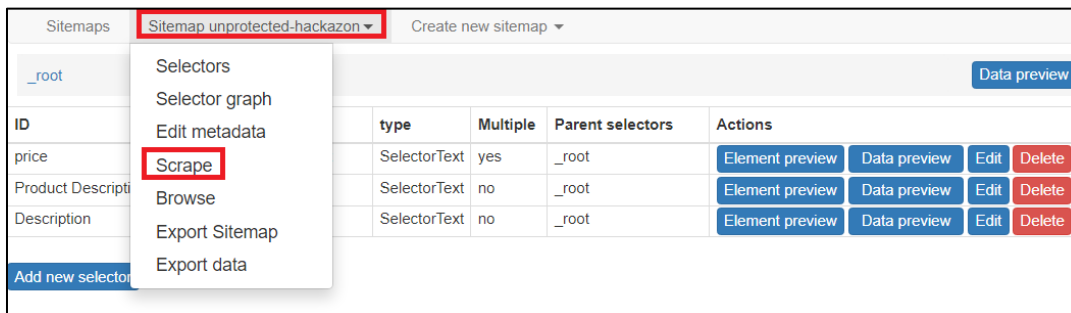 Sitemaps Sitemap unprotected-hackazon Create new sitemap
_root Data preview
Selectors
Selector graph
Edit metadata
Scrape
Browse
Export Sitemap
Export data
ID type Multiple Parent selectors Actions
price SelectorText yes _root Element preview Data preview Edit Delete
Product Descripti SelectorText no _root Element preview Data preview Edit Delete
Description SelectorText no _root Element preview Data preview Edit Delete
Add new selector